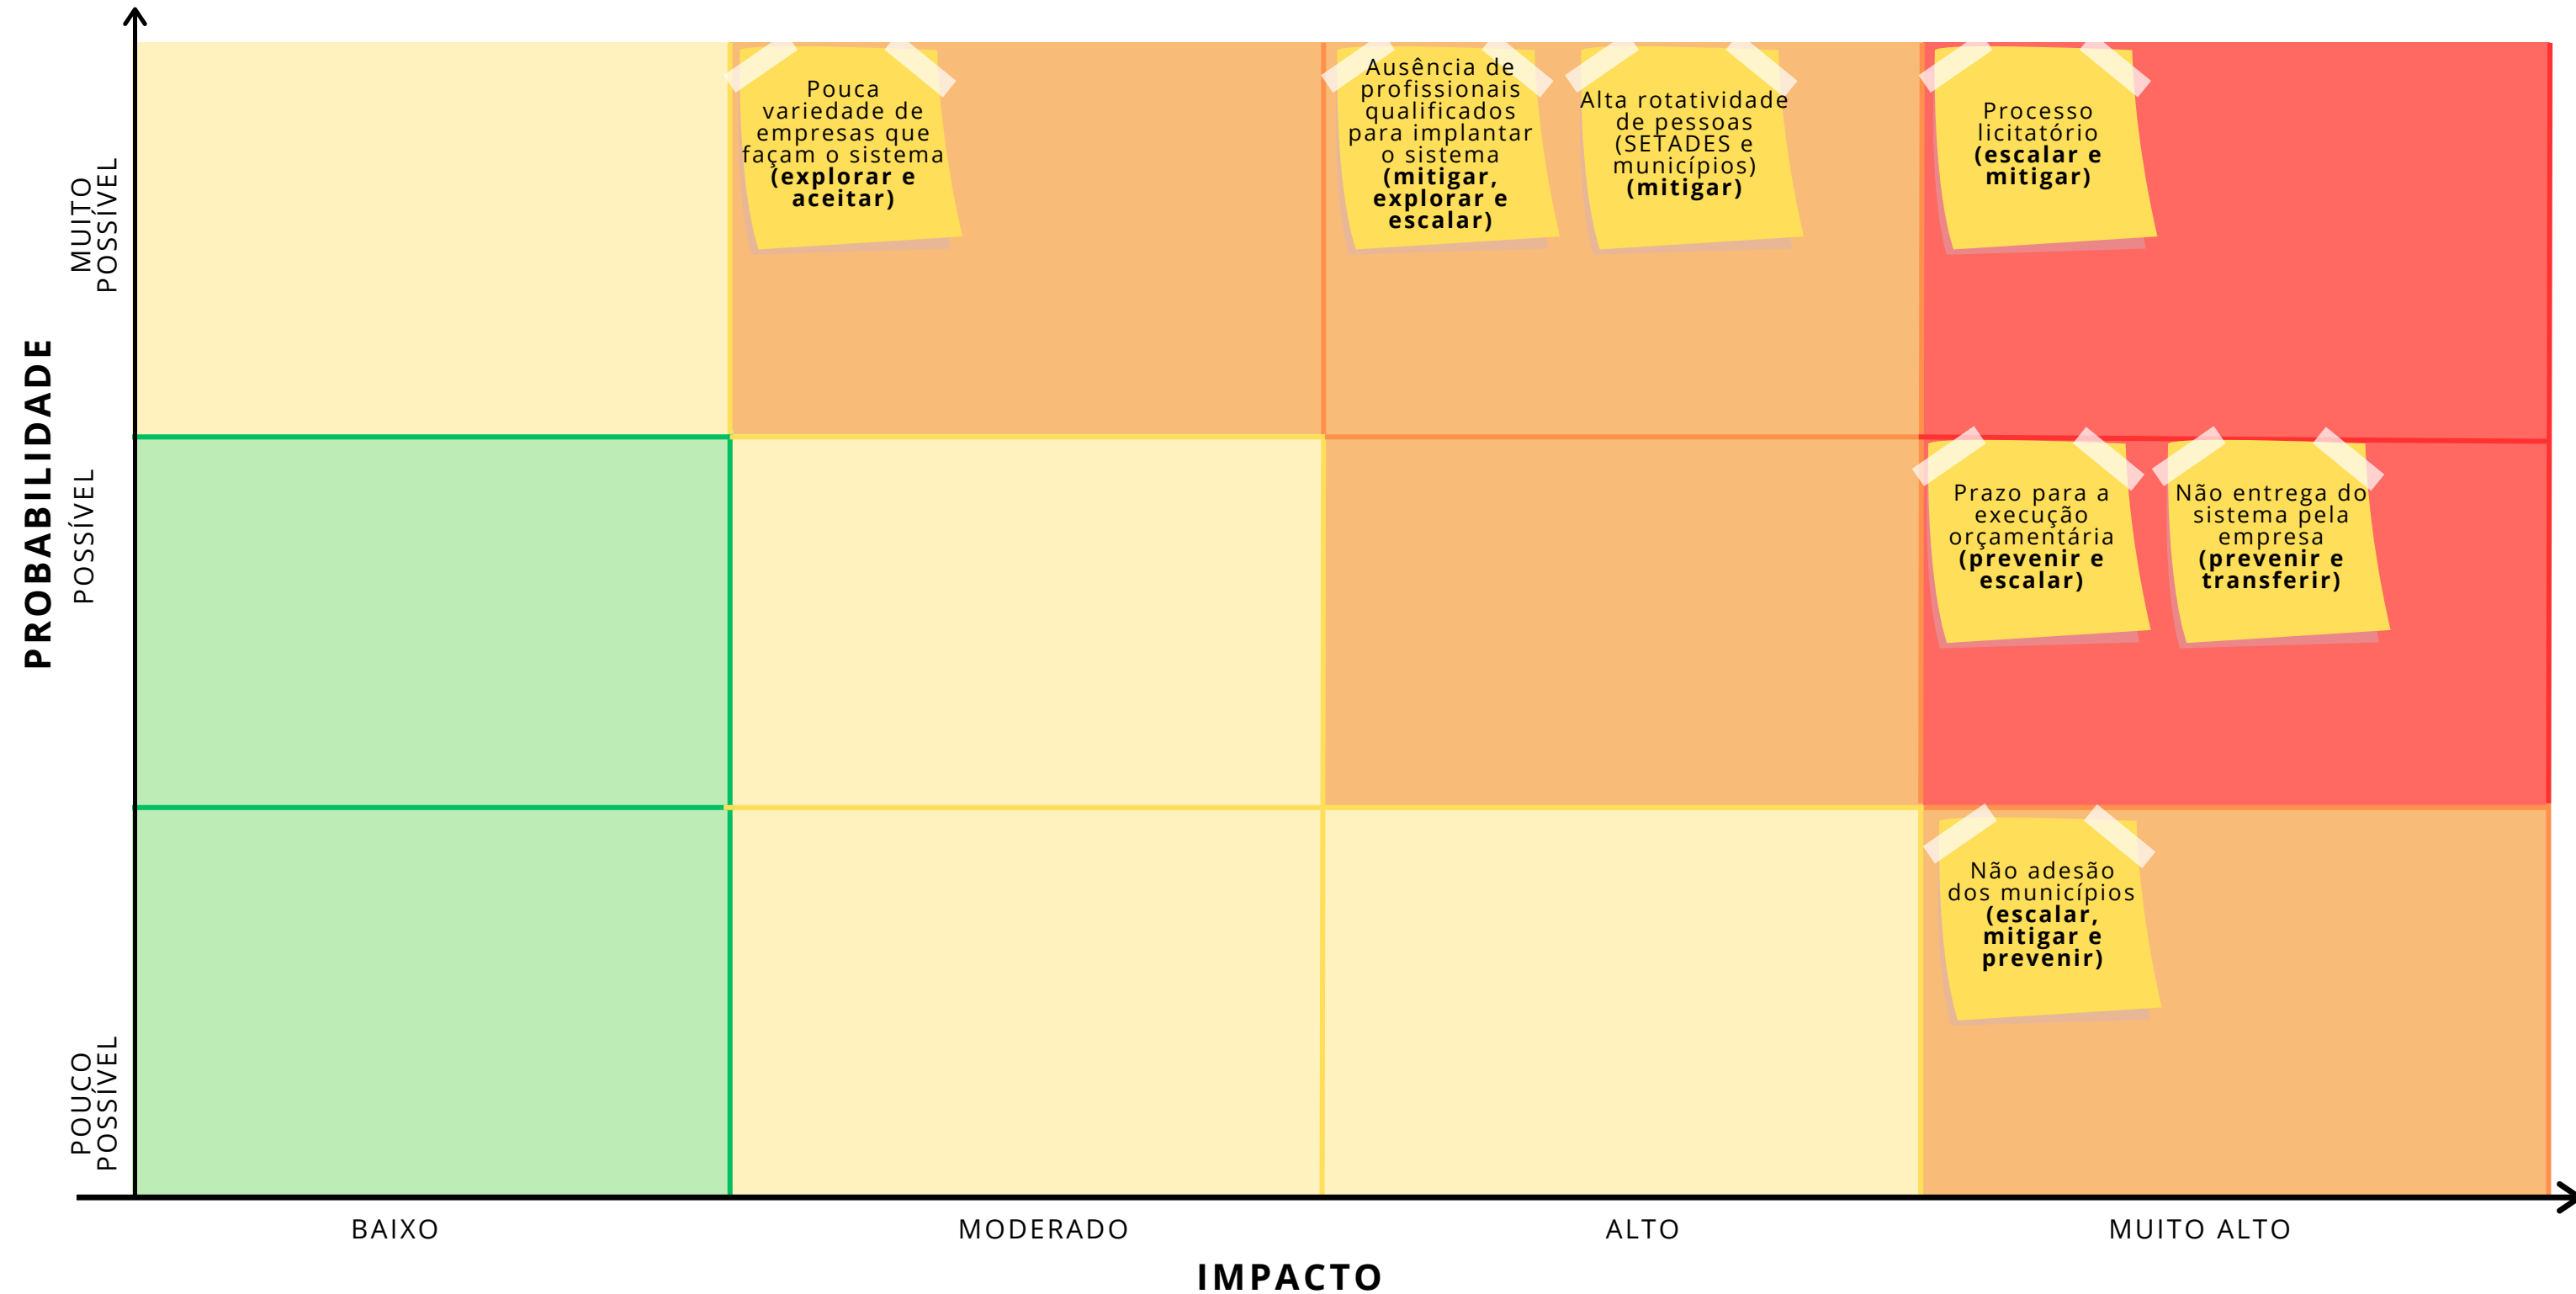 PROBABILIDADE
MUITO
POSSÍVEL
Pouca
variedade de
empresas que
façam o sistema
(explorar e
aceitar)
Ausência de
profissionais
qualificados
para implantar
o sistema
(mitigar,
explorar e
escalar)
Alta rotatividade
de pessoas
(SETADES e
municípios)
(mitigar)
Processo
licitatório
(escalar e
mitigar)
POSSÍVEL
Prazo para a
execução
orçamentária
(prevenir e
escalar)
Não entrega do
sistema pela
empresa
(prevenir e
transferir)
POUCO
POSSÍVEL
Não adesão
dos municípios
(escalar,
mitigar e
prevenir)
BAIXO
MODERADO
ALTO
MUITO ALTO
IMPACTO